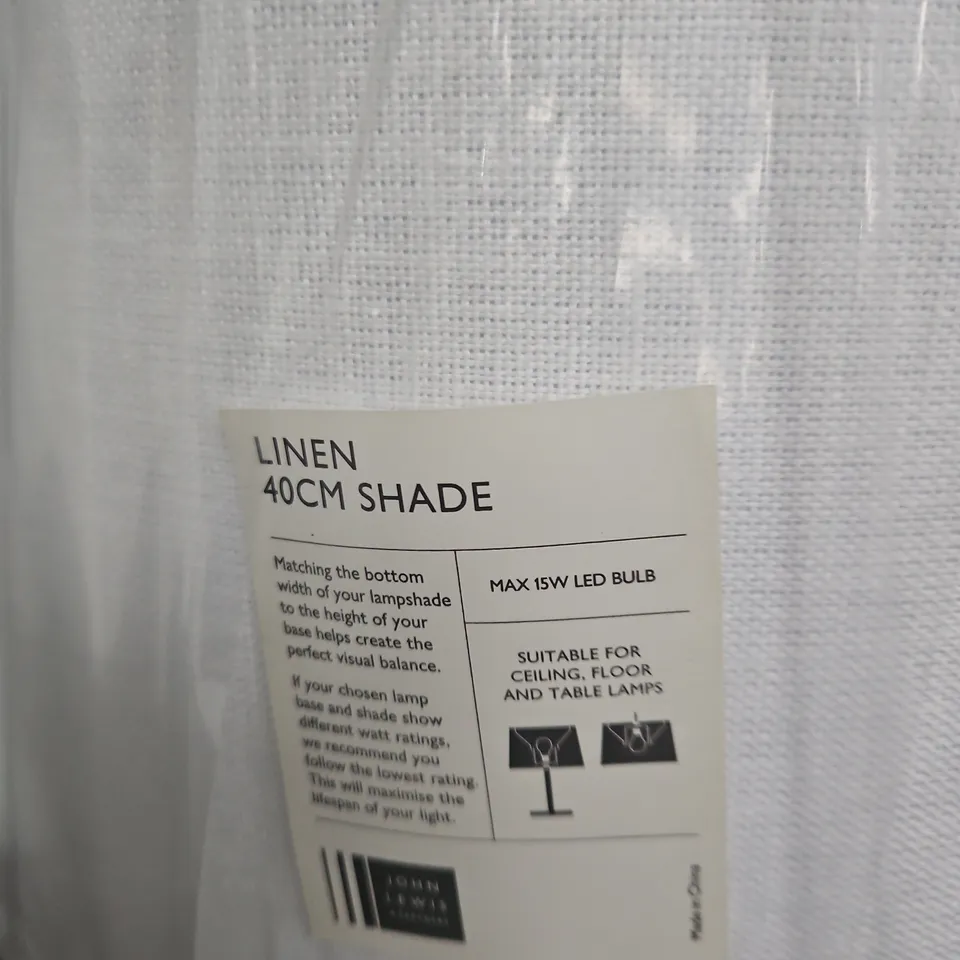 LINEN
40CM SHADE
Matching the bottom
width of your lampshade
to the height of your
base helps create the
perfect visual balance.
If your chosen lamp
base and shade show
different watt ratings,
we recommend you
follow the lowest rating.
This will maximise the
lifespan of your light.
MAX 15W LED BULB
SUITABLE FOR
CEILING, FLOOR
AND TABLE LAMPS
JOHN
LEWIS
& PARTNERS
Made in China